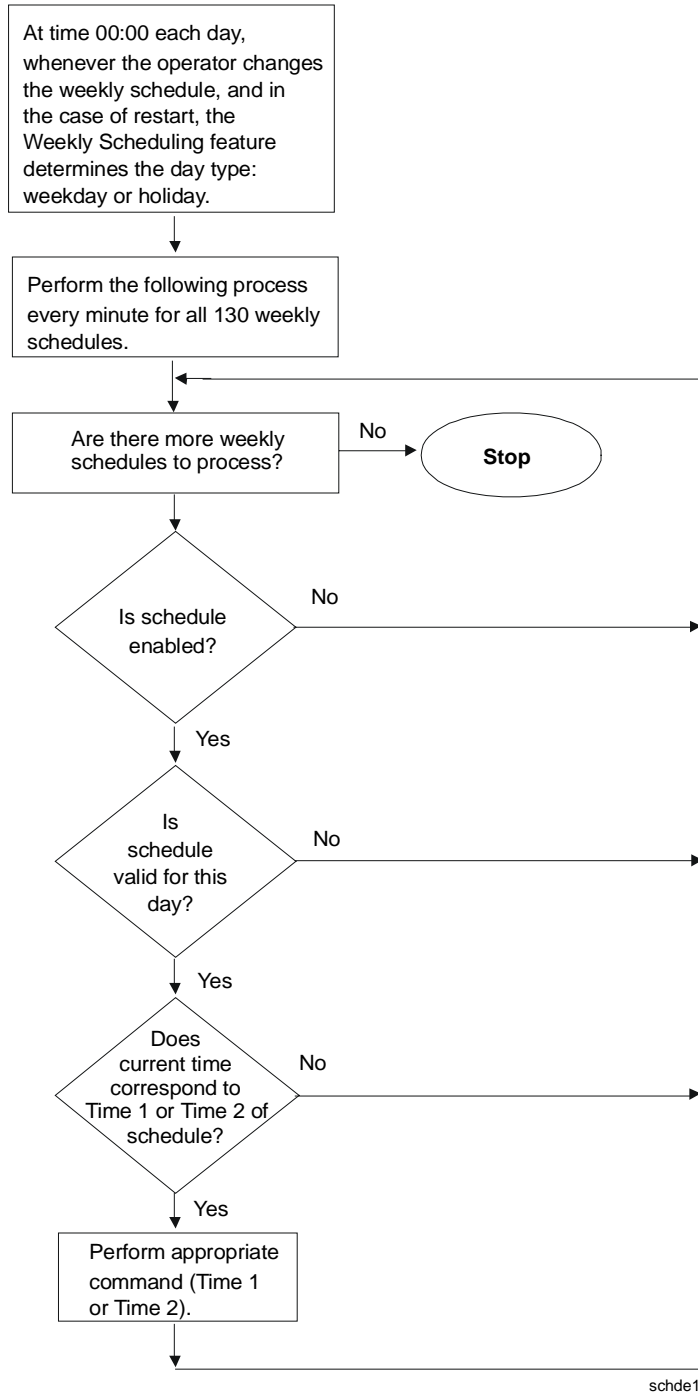 At time 00:00 each day,
whenever the operator changes
the weekly schedule, and in
the case of restart, the
Weekly Scheduling feature
determines the day type:
weekday or holiday.
Perform the following process
every minute for all 130 weekly
schedules.
Are there more weekly
schedules to process?
No
Stop
Is schedule
enabled?
No
Yes
Is
schedule
valid for this
day?
No
Yes
Does
current time
correspond to
Time 1 or Time 2 of
schedule?
No
Yes
Perform appropriate
command (Time 1
or Time 2).
schde1